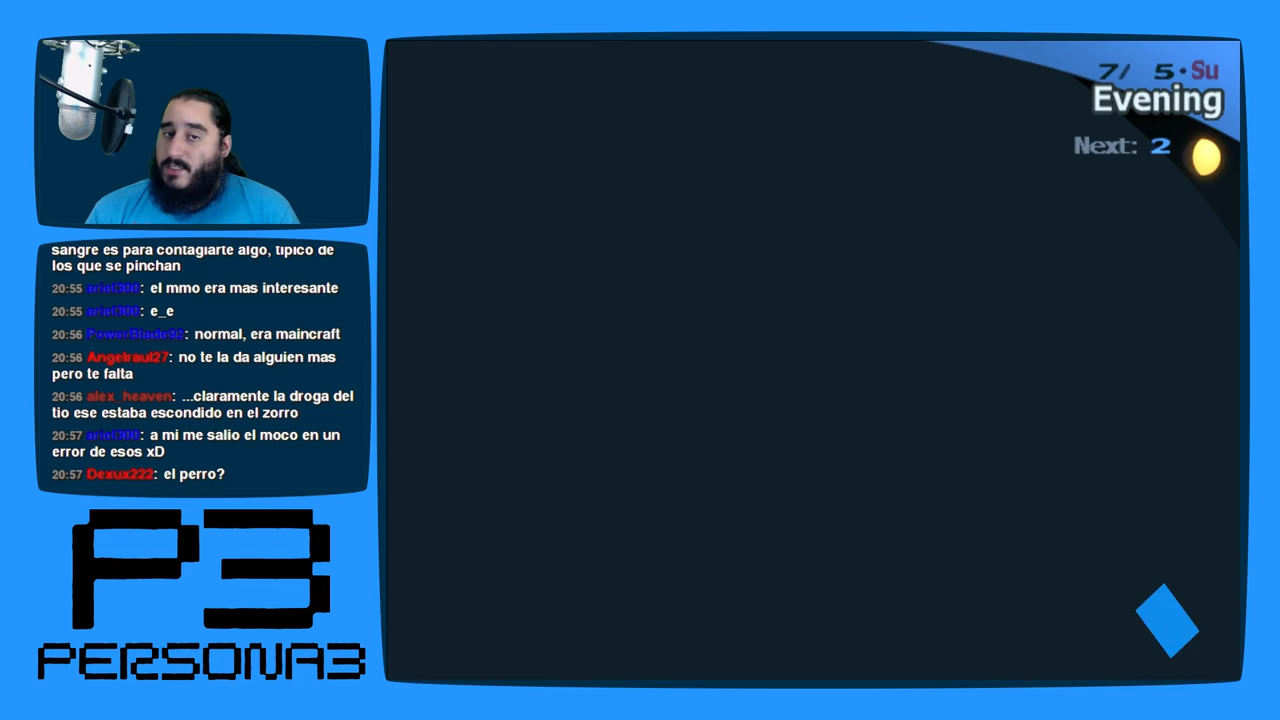 7/ 5・Su
Evening
Next: 2
sangre es para contagiarte algo, tipico de
los que se pinchan
20:55 ariel300: el mmo era mas interesante
20:55 ariel300: e_e
20:56 : normal, era maincraft
20:56 Angelraul27: no te la da alguien mas
pero te falta
20:56 alex_heaven: ...claramente la droga del
tio ese estaba escondido en el zorro
20:57 ariel300: a mi me salio el moco en un
error de esos xD
20:57 Dexux222: el perro?
P3
PERSONA3